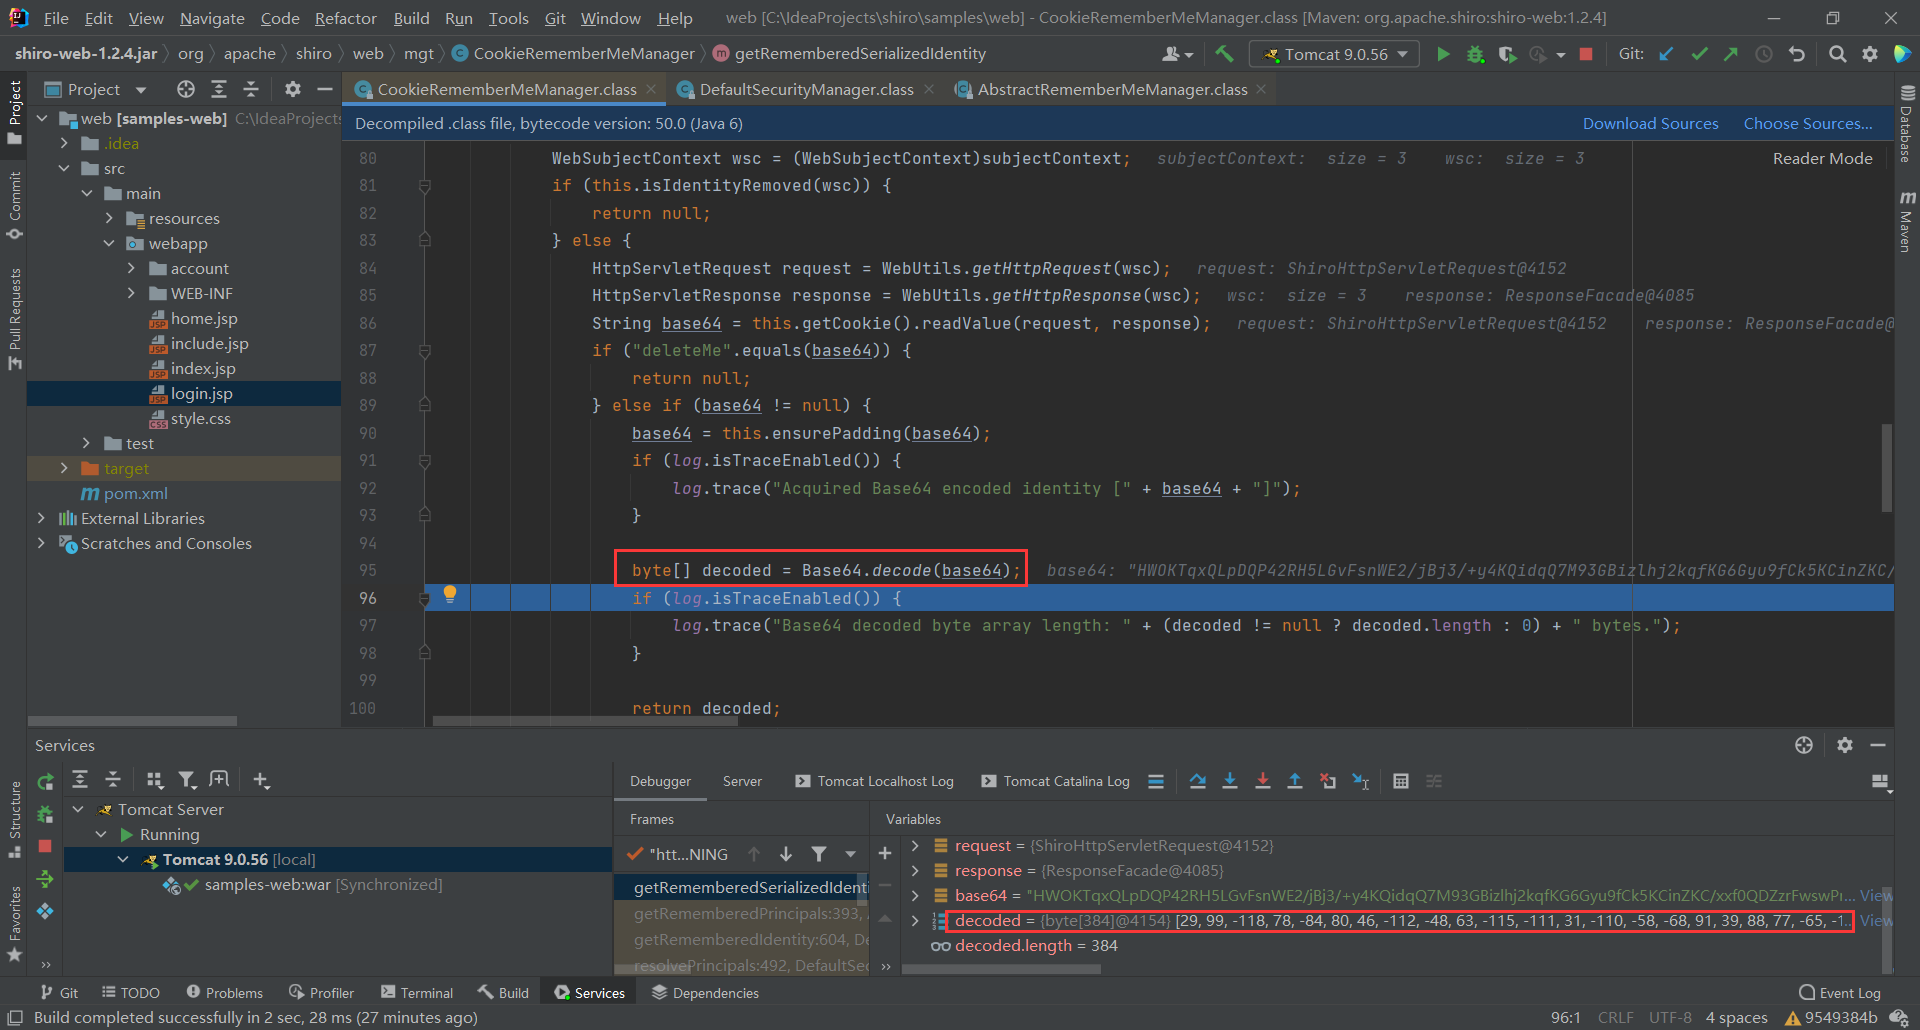 File Edit View Navigate Code Refactor Build Run Tools Git Window Help web [C:\IdeaProjects\shiro\samples\web] - CookieRememberMeManager.class [Maven: org.apache.shiro:shiro-web:1.2.4]
shiro-web-1.2.4.jar org apache shiro web mgt CookieRememberMeManager getRememberedSerializedIdentity Tomcat 9.0.56 Git:
Project CookieRememberMeManager.class DefaultSecurityManager.class AbstractRememberMeManager.class
Decompiled .class file, bytecode version: 50.0 (Java 6) Download Sources Choose Sources...
Reader Mode
Project
Commit
Pull Requests
Structure
Favorites
Database
Maven
web [samples-web] C:\IdeaProjects
.idea
src
main
resources
webapp
account
WEB-INF
home.jsp
include.jsp
index.jsp
login.jsp
style.css
test
target
pom.xml
External Libraries
Scratches and Consoles
80 WebSubjectContext wsc = (WebSubjectContext)subjectContext; subjectContext: size = 3 wsc: size = 3
81 if (this.isIdentityRemoved(wsc)) {
82 return null;
83 } else {
84 HttpServletRequest request = WebUtils.getHttpRequest(wsc); request: ShiroHttpServletRequest@4152
85 HttpServletResponse response = WebUtils.getHttpResponse(wsc); wsc: size = 3 response: ResponseFacade@4085
86 String base64 = this.getCookie().readValue(request, response); request: ShiroHttpServletRequest@4152 response: ResponseFacade@
87 if ("deleteMe".equals(base64)) {
88 return null;
89 } else if (base64 != null) {
90 base64 = this.ensurePadding(base64);
91 if (log.isTraceEnabled()) {
92 log.trace("Acquired Base64 encoded identity [" + base64 + "]");
93 }
94
95 byte[] decoded = Base64.decode(base64); base64: "HWOKTqxQLpDQP42RH5LGvFsnWE2/jBj3/+y4KQidqQ7M93GBizlhj2kqfKG6Gyu9fCk5KCinZKC/
96 if (log.isTraceEnabled()) {
97 log.trace("Base64 decoded byte array length: " + (decoded != null ? decoded.length : 0) + " bytes.");
98 }
99
100 return decoded;
Services
Tomcat Server
Running
Tomcat 9.0.56 [local]
samples-web:war [Synchronized]
Debugger Server Tomcat Localhost Log Tomcat Catalina Log
Frames
"htt...NING
getRememberedSerializedIdenti
getRememberedPrincipals:393, A
getRememberedIdentity:604, De
resolvePrincipals:492, DefaultSec
Variables
request = {ShiroHttpServletRequest@4152}
response = {ResponseFacade@4085}
base64 = "HWOKTqxQLpDQP42RH5LGvFsnWE2/jBj3/+y4KQidqQ7M93GBizlhj2kqfKG6Gyu9fCk5KCinZKC/xxf0QDZzrFwswPu... View
decoded = {byte[384]@4154} [29, 99, -118, 78, -84, 80, 46, -112, -48, 63, -115, -111, 31, -110, -58, -68, 91, 39, 88, 77, -65, -1... View
decoded.length = 384
Git TODO Problems Profiler Terminal Build Services Dependencies Event Log
Build completed successfully in 2 sec, 28 ms (27 minutes ago) 96:1 CRLF UTF-8 4 spaces 9549384b